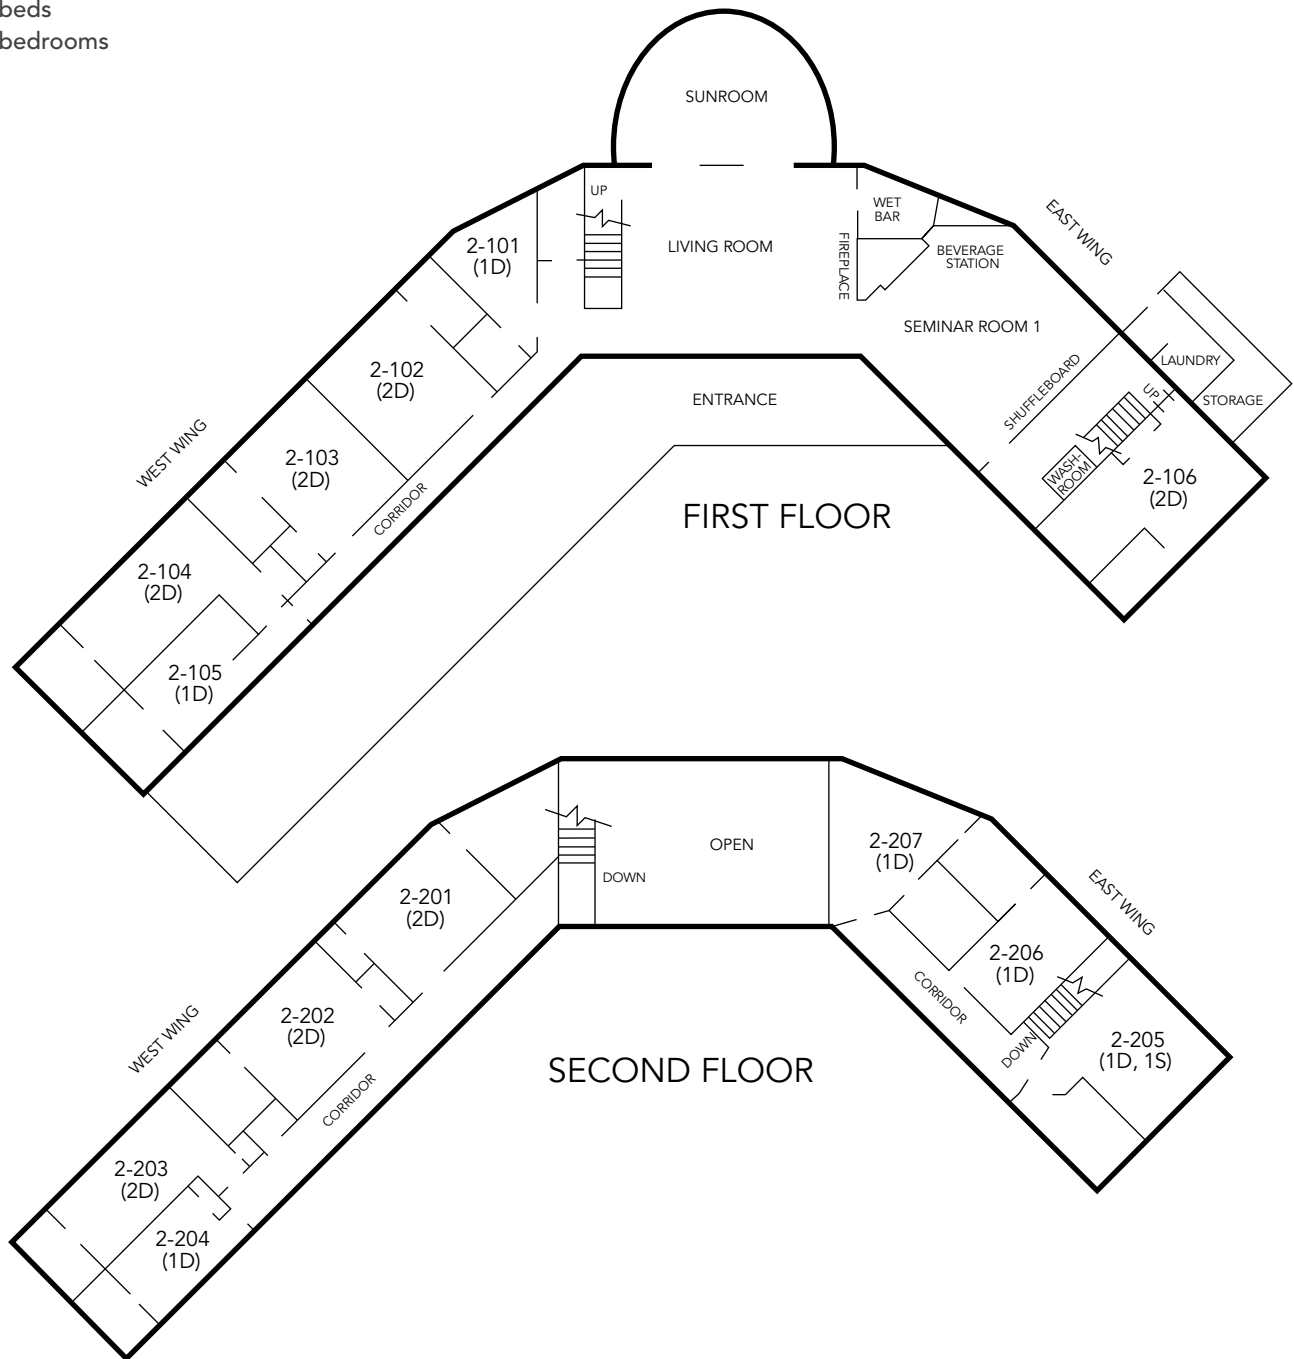 beds
bedrooms
SUNROOM
UP
WET
BAR
EAST WING
2-101
(1D)
LIVING ROOM
FIREPLACE
BEVERAGE
STATION
SEMINAR ROOM 1
2-102
(2D)
SHUFFLEBOARD
LAUNDRY
ENTRANCE
UP
STORAGE
WEST WING
2-103
(2D)
WASH-
ROOM
2-106
(2D)
CORRIDOR
FIRST FLOOR
2-104
(2D)
2-105
(1D)
OPEN
2-207
(1D)
DOWN
EAST WING
2-201
(2D)
2-206
(1D)
CORRIDOR
WEST WING
2-202
(2D)
DOWN
2-205
(1D, 1S)
SECOND FLOOR
CORRIDOR
2-203
(2D)
2-204
(1D)